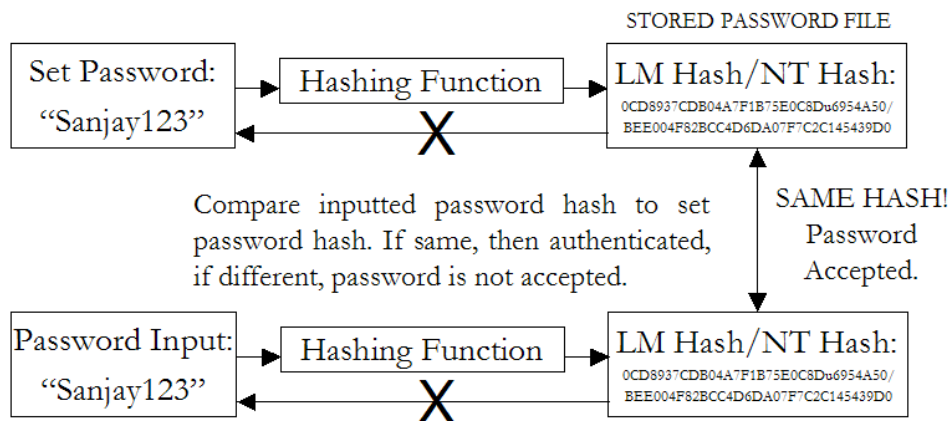 STORED PASSWORD FILE
Set Password:
“Sanjay123”
Hashing Function
LM Hash/NT Hash:
0CD8937CDB04A7F1B75E0C8Du6954A50/
BEE004F82BCC4D6DA07F7C2C145439D0
X
Compare inputted password hash to set
password hash. If same, then authenticated,
if different, password is not accepted.
SAME HASH!
Password
Accepted.
Password Input:
“Sanjay123”
Hashing Function
LM Hash/NT Hash:
0CD8937CDB04A7F1B75E0C8Du6954A50/
BEE004F82BCC4D6DA07F7C2C145439D0
X